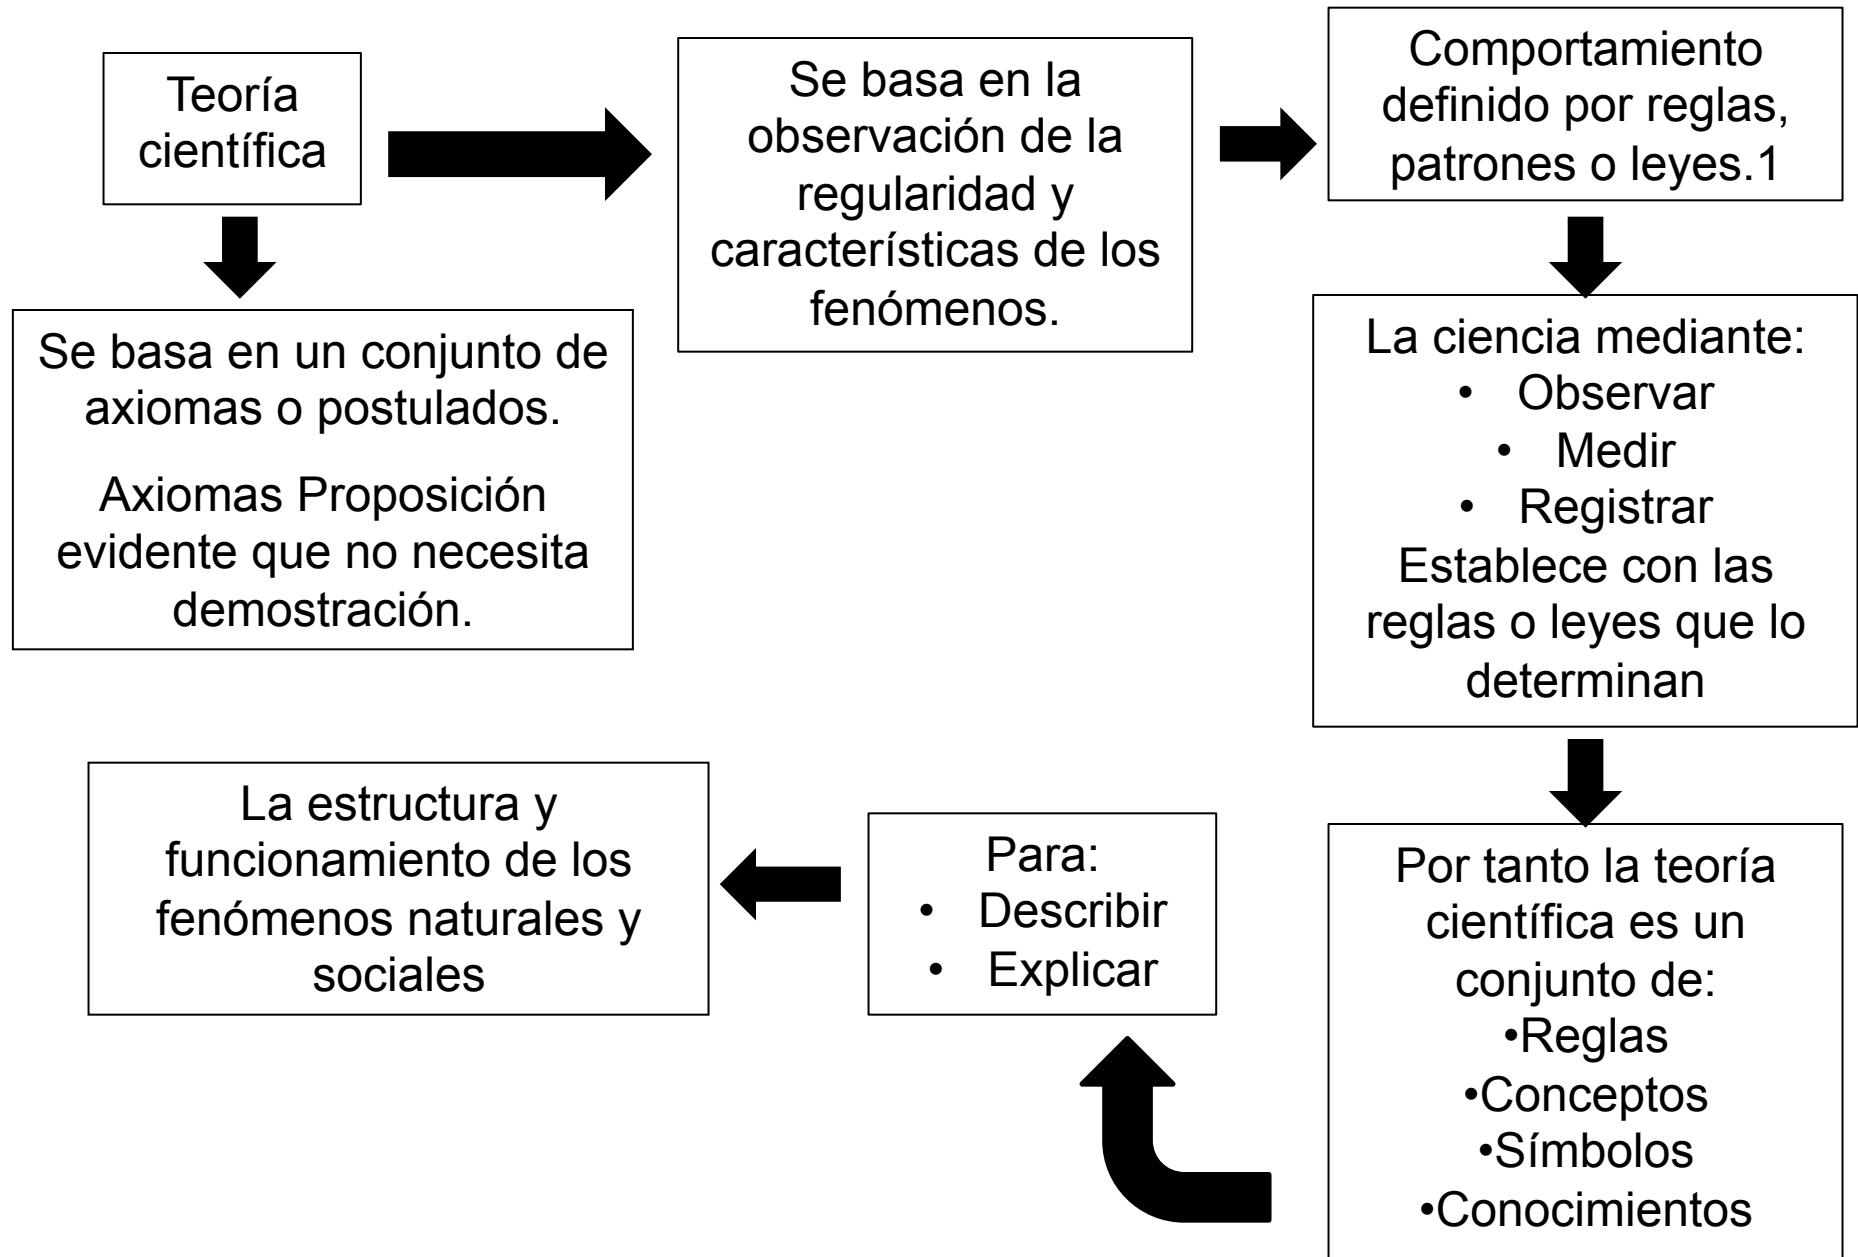 Teoría
científica
Se basa en un conjunto de
axiomas o postulados.
Axiomas Proposición
evidente que no necesita
demostración.
Se basa en la
observación de la
regularidad y
características de los
fenómenos.
Comportamiento
definido por reglas,
patrones o leyes.1
La ciencia mediante:
• Observar
• Medir
• Registrar
Establece con las
reglas o leyes que lo
determinan
Por tanto la teoría
científica es un
conjunto de:
•Reglas
•Conceptos
•Símbolos
•Conocimientos
Para:
• Describir
• Explicar
La estructura y
funcionamiento de los
fenómenos naturales y
sociales